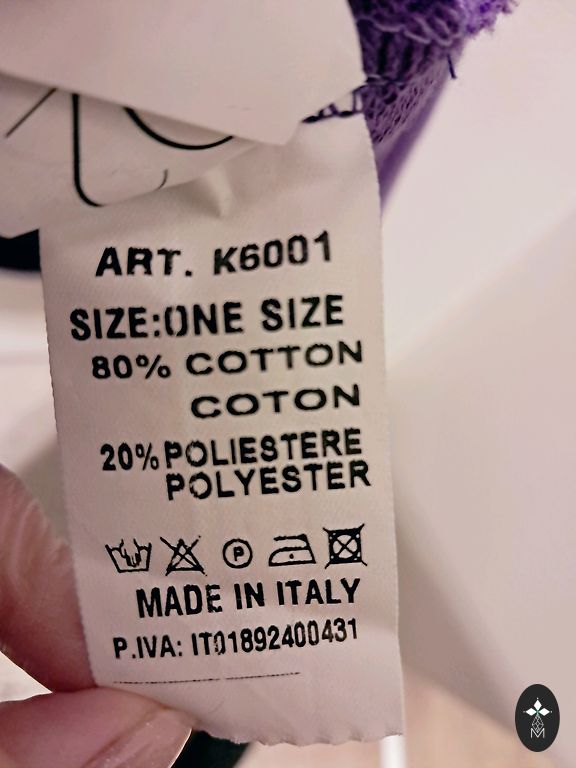 ART. K6001
SIZE:ONE SIZE
80% COTTON
COTON
20% POLIESTERE
POLYESTER
P
MADE IN ITALY
P.IVA: IT01892400431
M